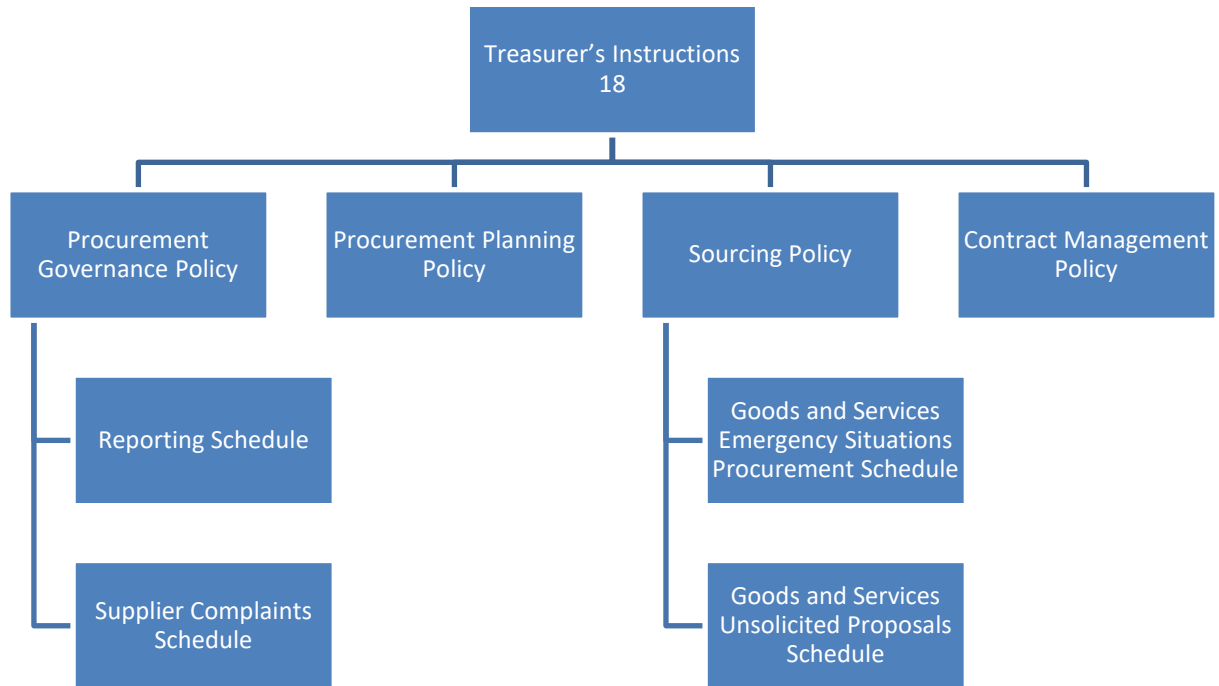 Treasurer’s Instructions
18
Procurement
Governance Policy
Procurement Planning
Policy
Sourcing Policy
Contract Management
Policy
Reporting Schedule
Goods and Services
Emergency Situations
Procurement Schedule
Supplier Complaints
Schedule
Goods and Services
Unsolicited Proposals
Schedule